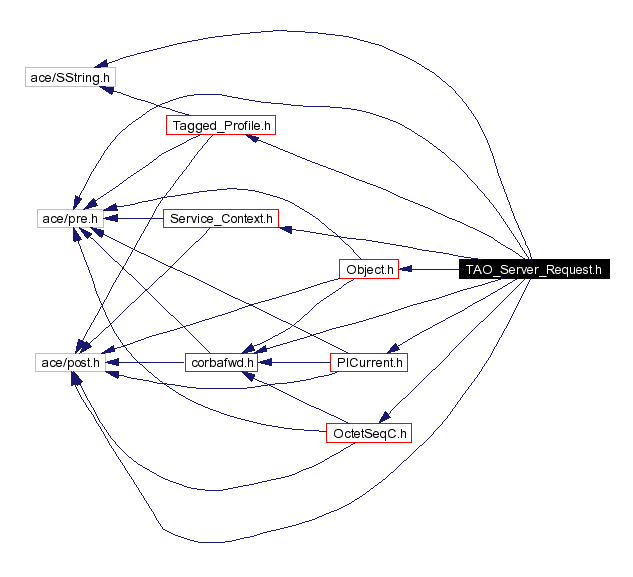 ace/SString.h
Tagged_Profile.h
ace/pre.h
Service_Context.h
Object.h
TAO_Server_Request.h
ace/post.h
corbafwd.h
PICurrent.h
OctetSeqC.h